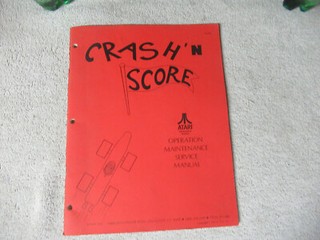 CRASH'N
SCORE
ATARI
OPERATION
MAINTENANCE
SERVICE
MANUAL